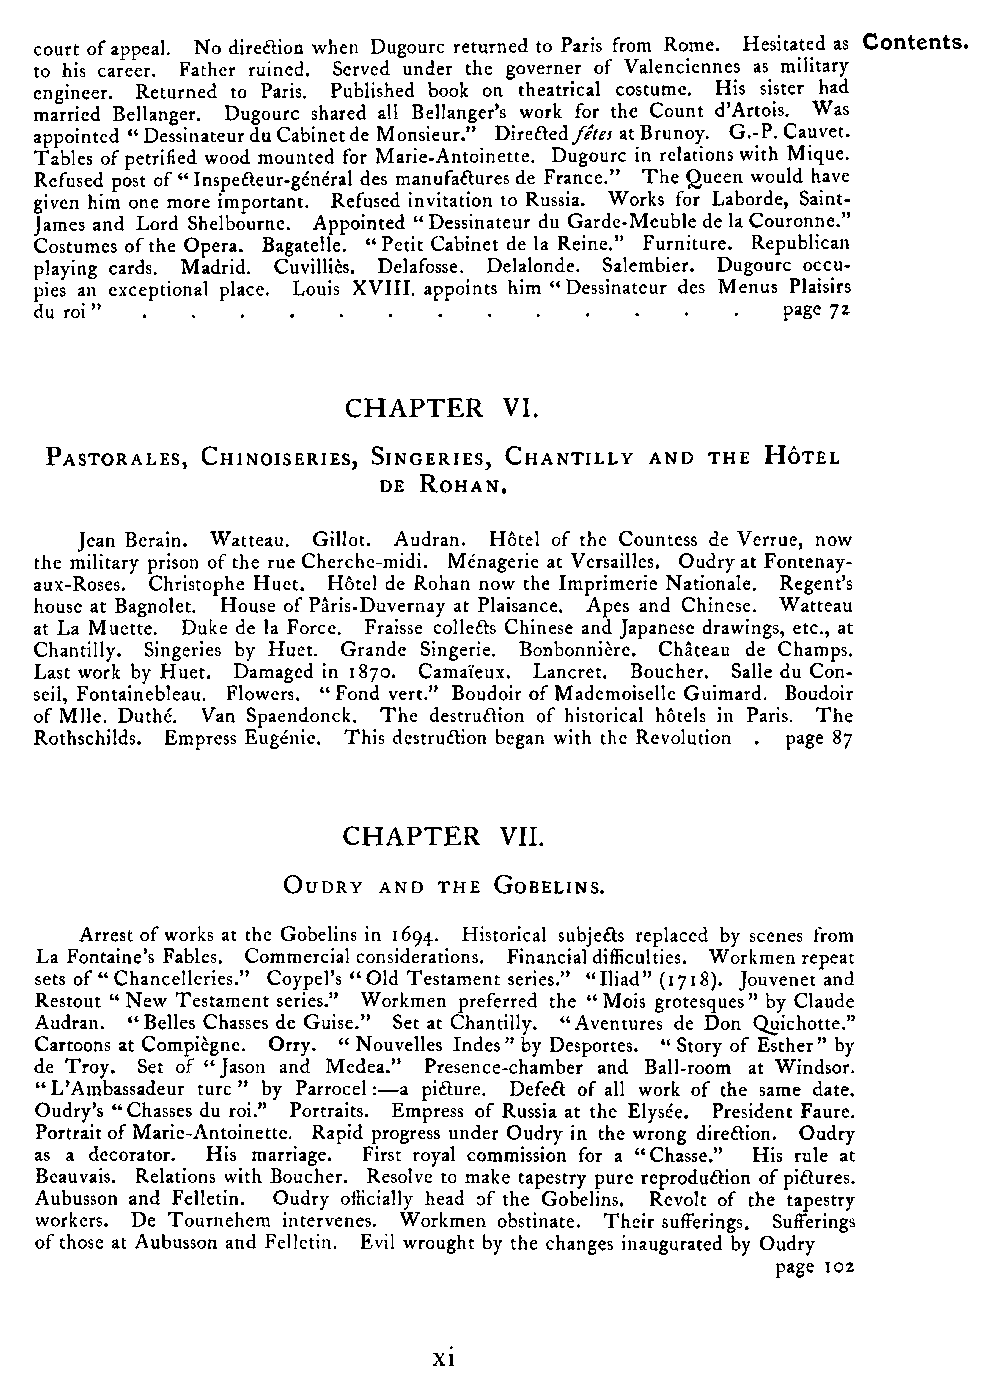 court of appeal. No direction when Dugourc returned to Paris from Rome. Hesitated as Contents.
to his career. Father ruined. Served under the governer of Valenciennes as military
engineer. Returned to Paris. Published book on theatrical costume. His sister had
married Bellanger. Dugourc shared all Bellanger's work for the Count d'Artois. Was
appointed “Dessinateur du Cabinet de Monsieur.” Directed fêtes at Brunoy. G.-P. Cauvet.
Tables of petrified wood mounted for Marie-Antoinette. Dugourc in relations with Mique.
Refused post of “Inspecteur-général des manufactures de France.” The Queen would have
given him one more important. Refused invitation to Russia. Works for Laborde, Saint-
James and Lord Shelbourne. Appointed “Dessinateur du Garde-Meuble de la Couronne.”
Costumes of the Opera. Bagatelle. “Petit Cabinet de la Reine.” Furniture. Republican
playing cards. Madrid. Cuvilliès. Delafosse. Delalonde. Salembier. Dugourc occu-
pies an exceptional place. Louis XVIII. appoints him “Dessinateur des Menus Plaisirs
du roi” . . . . . . . . . . . . . page 72
CHAPTER VI.
PASTORALES, CHINOISERIES, SINGERIES, CHANTILLY AND THE HÔTEL
DE ROHAN.
Jean Berain. Watteau. Gillot. Audran. Hôtel of the Countess de Verrue, now
the military prison of the rue Cherche-midi. Ménagerie at Versailles. Oudry at Fontenay-
aux-Roses. Christophe Huet. Hôtel de Rohan now the Imprimerie Nationale. Regent's
house at Bagnolet. House of Pâris-Duvernay at Plaisance. Apes and Chinese. Watteau
at La Muette. Duke de la Force. Fraisse collects Chinese and Japanese drawings, etc., at
Chantilly. Singeries by Huet. Grande Singerie. Bonbonnière. Château de Champs.
Last work by Huet. Damaged in 1870. Camaïeux. Lancret. Boucher. Salle du Con-
seil, Fontainebleau. Flowers. “Fond vert.” Boudoir of Mademoiselle Guimard. Boudoir
of Mlle. Duthé. Van Spaendonck. The destruction of historical hôtels in Paris. The
Rothschilds. Empress Eugénie. This destruction began with the Revolution . page 87
CHAPTER VII.
OUDRY AND THE GOBELINS.
Arrest of works at the Gobelins in 1694. Historical subjects replaced by scenes from
La Fontaine's Fables. Commercial considerations. Financial difficulties. Workmen repeat
sets of “Chancelleries.” Coypel's “Old Testament series.” “Iliad” (1718). Jouvenet and
Restout “New Testament series.” Workmen preferred the “Mois grotesques” by Claude
Audran. “Belles Chasses de Guise.” Set at Chantilly. “Aventures de Don Quichotte.”
Cartoons at Compiègne. Orry. “Nouvelles Indes” by Desportes. “Story of Esther” by
de Troy. Set of “Jason and Medea.” Presence-chamber and Ball-room at Windsor.
“L'Ambassadeur turc” by Parrocel:—a picture. Defect of all work of the same date.
Oudry's “Chasses du roi.” Portraits. Empress of Russia at the Elysée. President Faure.
Portrait of Marie-Antoinette. Rapid progress under Oudry in the wrong direction. Oudry
as a decorator. His marriage. First royal commission for a “Chasse.” His rule at
Beauvais. Relations with Boucher. Resolve to make tapestry pure reproduction of pictures.
Aubusson and Felletin. Oudry officially head of the Gobelins. Revolt of the tapestry
workers. De Tournehem intervenes. Workmen obstinate. Their sufferings. Sufferings
of those at Aubusson and Felletin. Evil wrought by the changes inaugurated by Oudry
page 102
xi